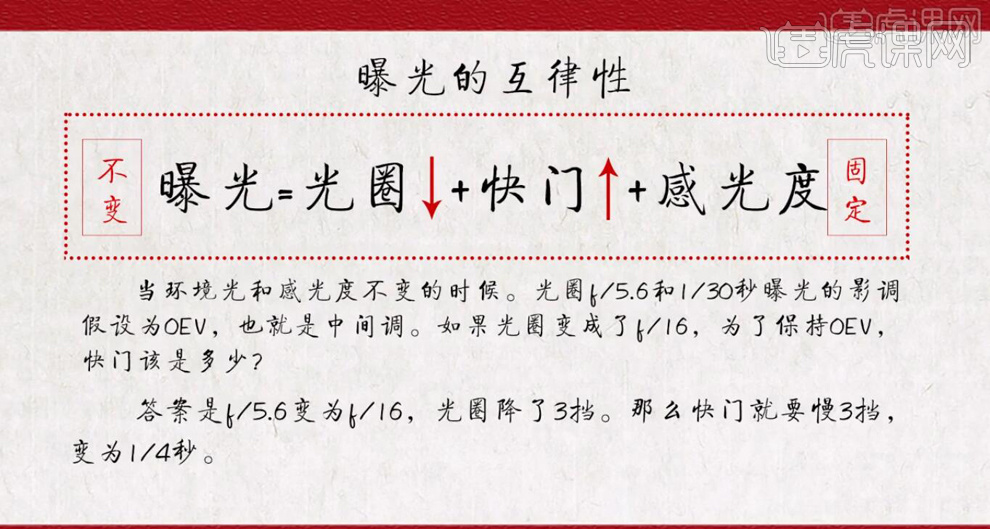 虎课网
曝光的互律性
不变 曝光=光圈↓+快门↑+感光度 固定
当环境光和感光度不变的时候。光圈f/5.6和1/30秒曝光的影调
假设为0EV，也就是中间调。如果光圈变成了f/16，为了保持0EV，
快门该是多少？
答案是f/5.6变为f/16，光圈降了3挡。那么快门就要慢3挡，
变为1/4秒。